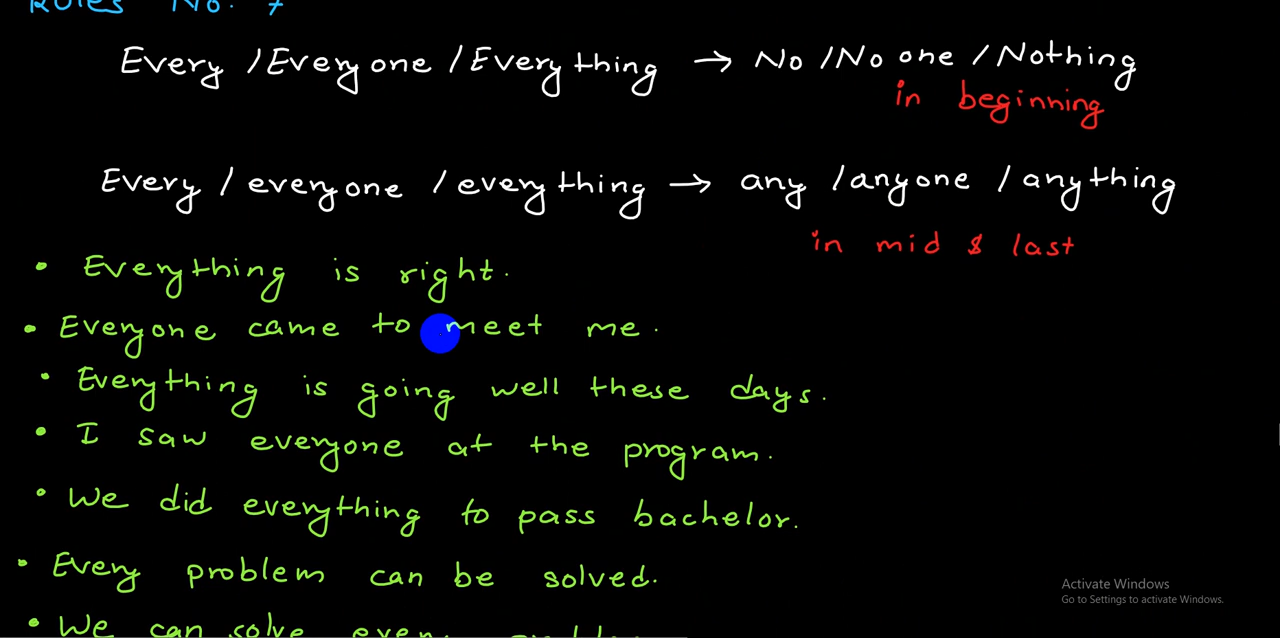 Rules No. 7
Every / Everyone / Everything → No / No one / Nothing
in beginning
Every / everyone / everything → any / anyone / anything
in mid & last
• Everything is right.
• Everyone came to meet me.
• Everything is going well these days.
• I saw everyone at the program.
• We did everything to pass bachelor.
• Every problem can be solved.
Activate Windows
Go to Settings to activate Windows.
• We can solve every